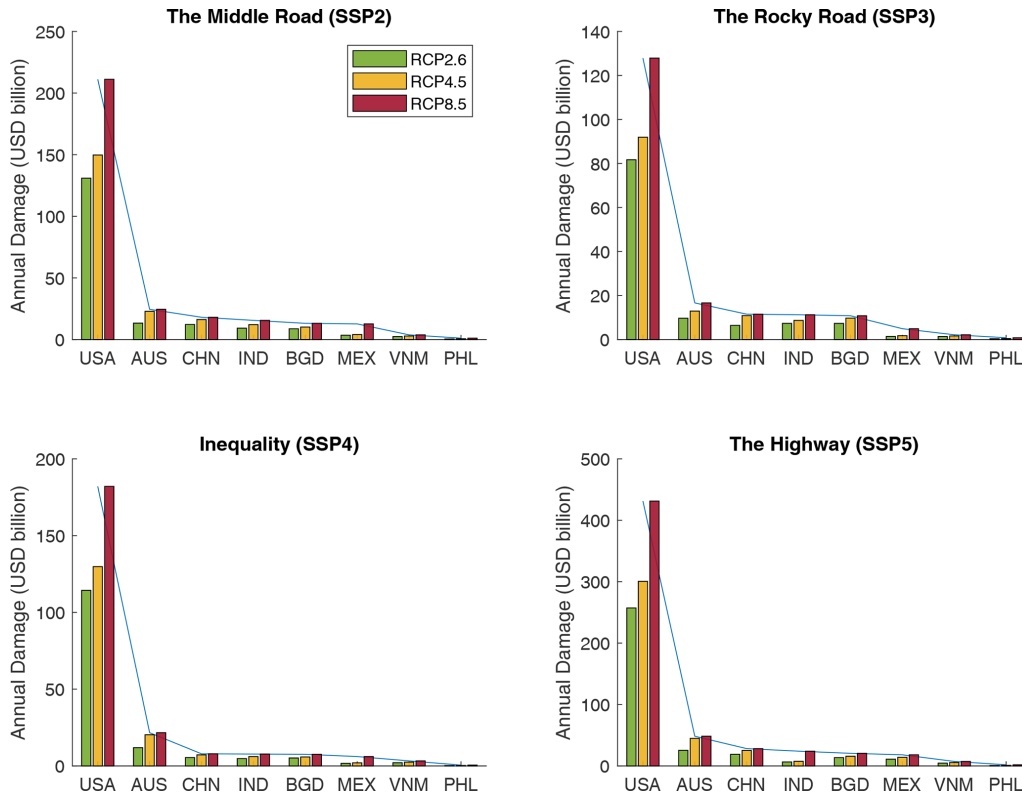 The Middle Road (SSP2)
Annual Damage (USD billion)
250
200
150
100
50
0
RCP2.6
RCP4.5
RCP8.5
USA AUS CHN IND BGD MEX VNM PHL
The Rocky Road (SSP3)
Annual Damage (USD billion)
140
120
100
80
60
40
20
0
USA AUS CHN IND BGD MEX VNM PHL
Inequality (SSP4)
Annual Damage (USD billion)
200
150
100
50
0
USA AUS CHN IND BGD MEX VNM PHL
The Highway (SSP5)
Annual Damage (USD billion)
500
400
300
200
100
0
USA AUS CHN IND BGD MEX VNM PHL